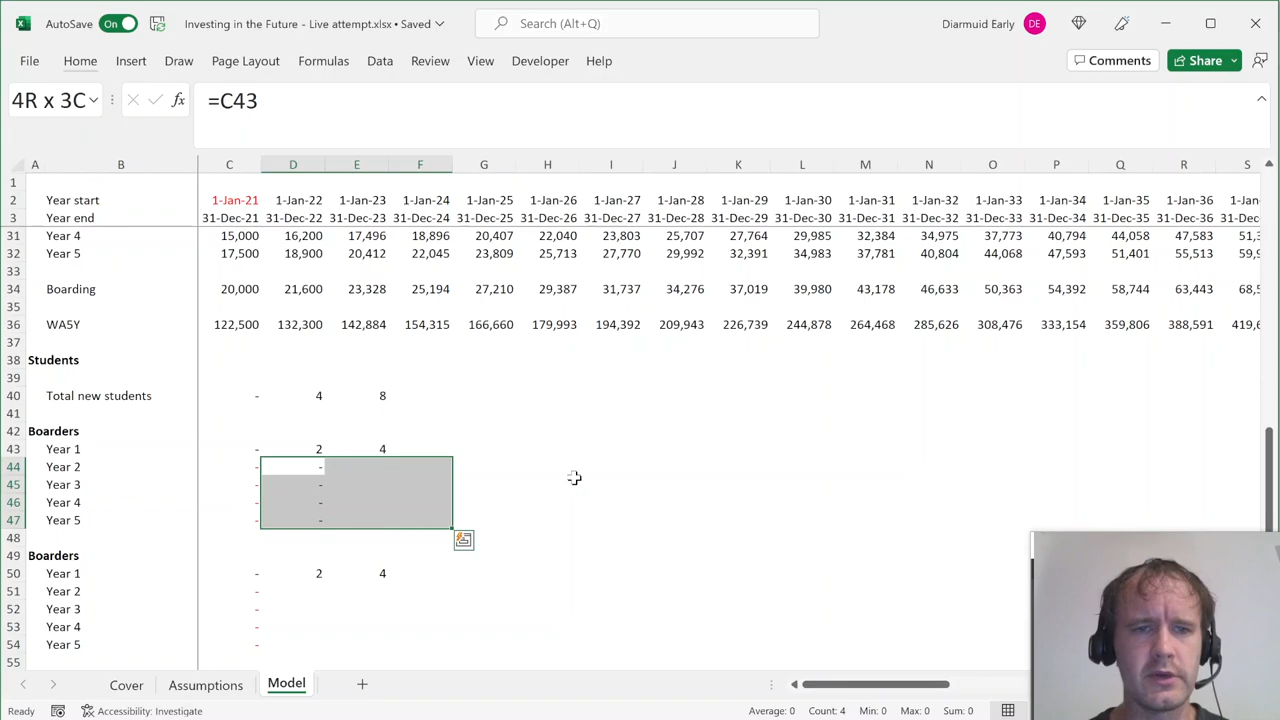 AutoSave On Investing in the Future - Live attempt.xlsx • Saved Search (Alt+Q) Diarmuid Early DE
File Home Insert Draw Page Layout Formulas Data Review View Developer Help Comments Share
4R x 3C fx =C43
A B C D E F G H I J K L M N O P Q R S
1
2 Year start 1-Jan-21 1-Jan-22 1-Jan-23 1-Jan-24 1-Jan-25 1-Jan-26 1-Jan-27 1-Jan-28 1-Jan-29 1-Jan-30 1-Jan-31 1-Jan-32 1-Jan-33 1-Jan-34 1-Jan-35 1-Jan-36 1-Jan-
3 Year end 31-Dec-21 31-Dec-22 31-Dec-23 31-Dec-24 31-Dec-25 31-Dec-26 31-Dec-27 31-Dec-28 31-Dec-29 31-Dec-30 31-Dec-31 31-Dec-32 31-Dec-33 31-Dec-34 31-Dec-35 31-Dec-36 31-Dec-
31 Year 4 15,000 16,200 17,496 18,896 20,407 22,040 23,803 25,707 27,764 29,985 32,384 34,975 37,773 40,794 44,058 47,583 51,3
32 Year 5 17,500 18,900 20,412 22,045 23,809 25,713 27,770 29,992 32,391 34,983 37,781 40,804 44,068 47,593 51,401 55,513 59,9
33
34 Boarding 20,000 21,600 23,328 25,194 27,210 29,387 31,737 34,276 37,019 39,980 43,178 46,633 50,363 54,392 58,744 63,443 68,5
35
36 WA5Y 122,500 132,300 142,884 154,315 166,660 179,993 194,392 209,943 226,739 244,878 264,468 285,626 308,476 333,154 359,806 388,591 419,6
37
38 Students
39
40 Total new students - 4 8
41
42 Boarders
43 Year 1 - 2 4
44 Year 2 - -
45 Year 3 - -
46 Year 4 - -
47 Year 5 - -
48
49 Boarders
50 Year 1 - 2 4
51 Year 2 -
52 Year 3 -
53 Year 4 -
54 Year 5 -
55
Cover Assumptions Model
Ready Accessibility: Investigate Average: 0 Count: 4 Min: 0 Max: 0 Sum: 0